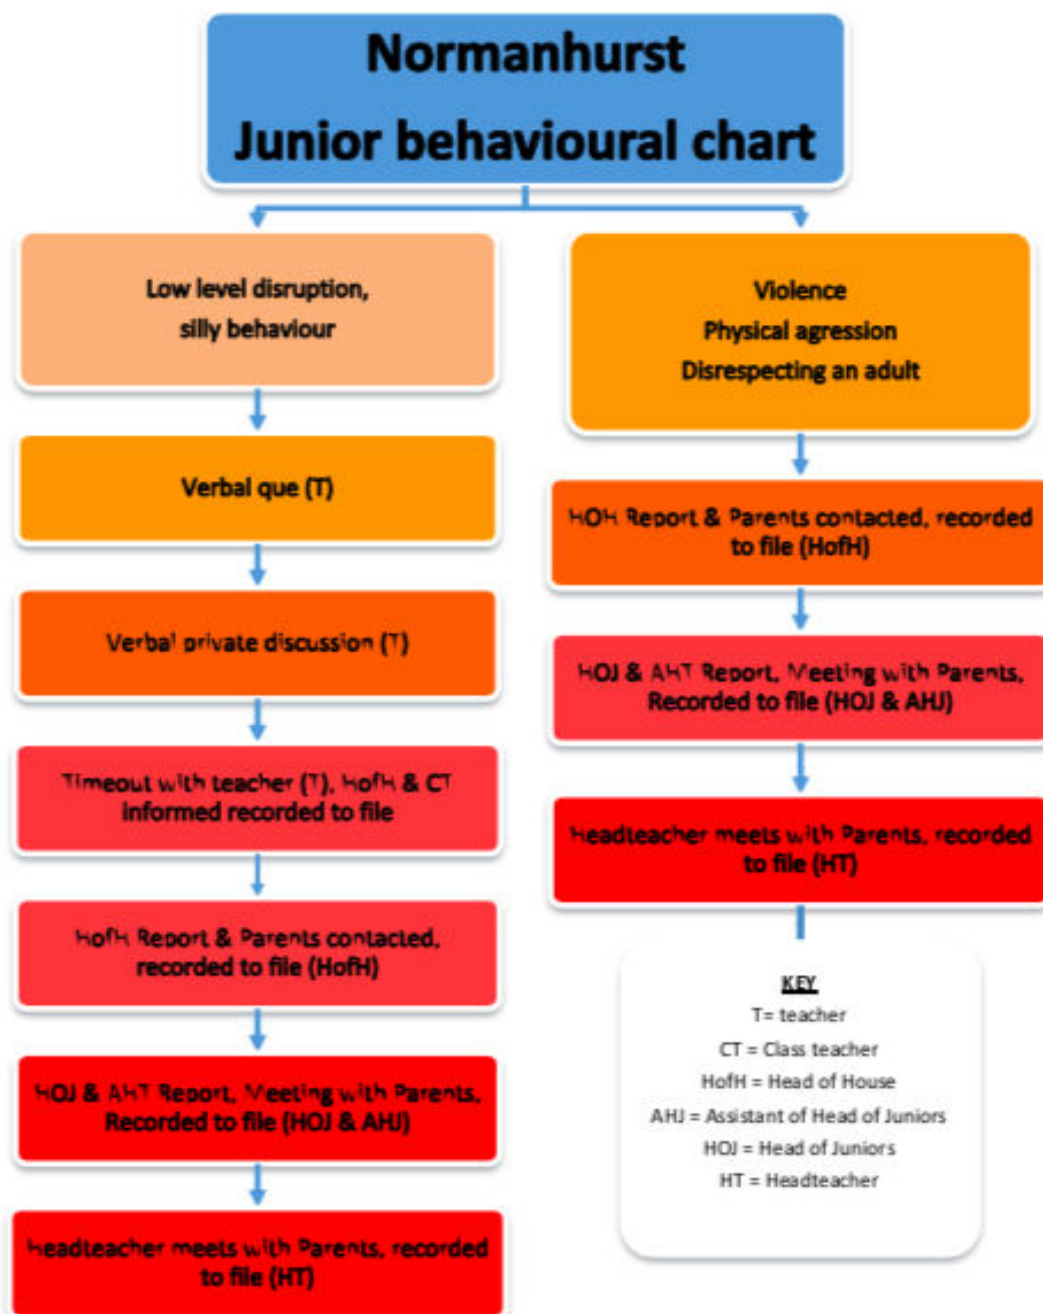 Normanhurst
Junior behavioural chart
Low level disruption,
silly behaviour
Verbal que (T)
Verbal private discussion (T)
Timeout with teacher (T), HofH & CT
informed recorded to file
HofH Report & Parents contacted,
recorded to file (HofH)
HOJ & AHT Report, Meeting with Parents,
Recorded to file (HOJ & AHJ)
Headteacher meets with Parents, recorded
to file (HT)
Violence
Physical agression
Disrespecting an adult
HOH Report & Parents contacted, recorded
to file (HofH)
HOJ & AHT Report, Meeting with Parents,
Recorded to file (HOJ & AHJ)
Headteacher meets with Parents, recorded
to file (HT)
KEY
T= teacher
CT = Class teacher
HofH = Head of House
AHJ = Assistant of Head of Juniors
HOJ = Head of Juniors
HT = Headteacher